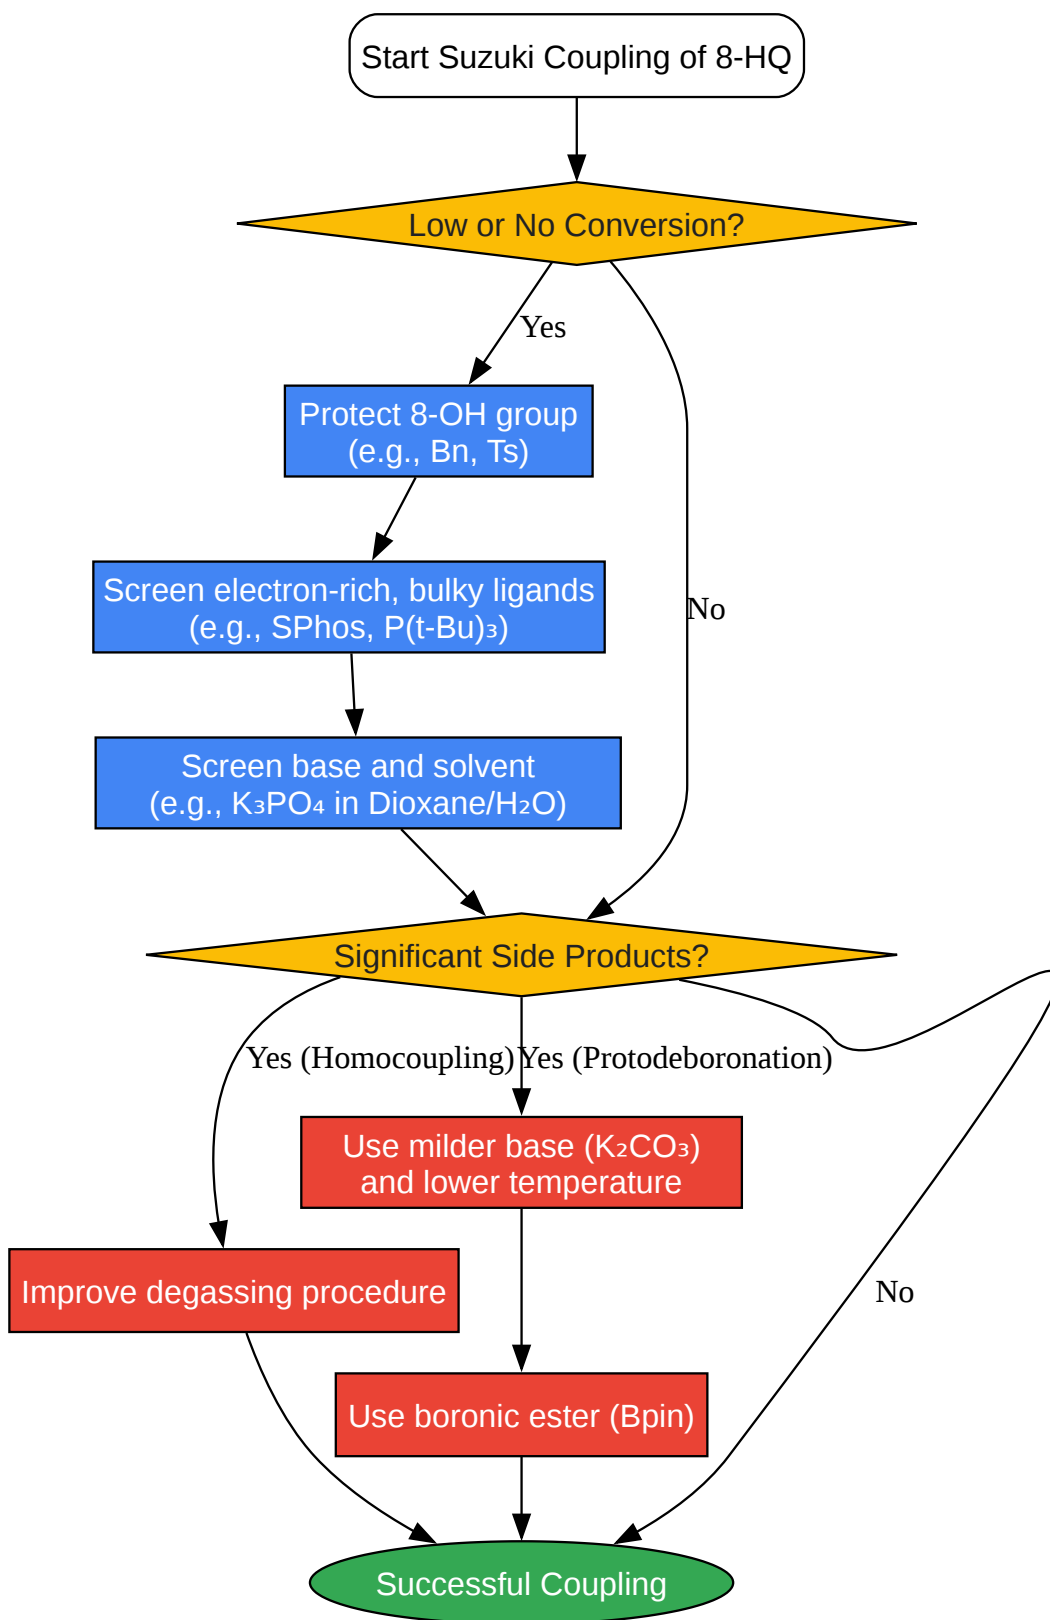 Start Suzuki Coupling of 8-HQ
Low or No Conversion?
Yes
Protect 8-OH group
(e.g., Bn, Ts)
Screen electron-rich, bulky ligands
(e.g., SPhos, P(t-Bu)₃)
No
Screen base and solvent
(e.g., K₃PO₄ in Dioxane/H₂O)
Significant Side Products?
Yes (Homocoupling)
Yes (Protodeboronation)
Use milder base (K₂CO₃)
and lower temperature
Improve degassing procedure
No
Use boronic ester (Bpin)
Successful Coupling